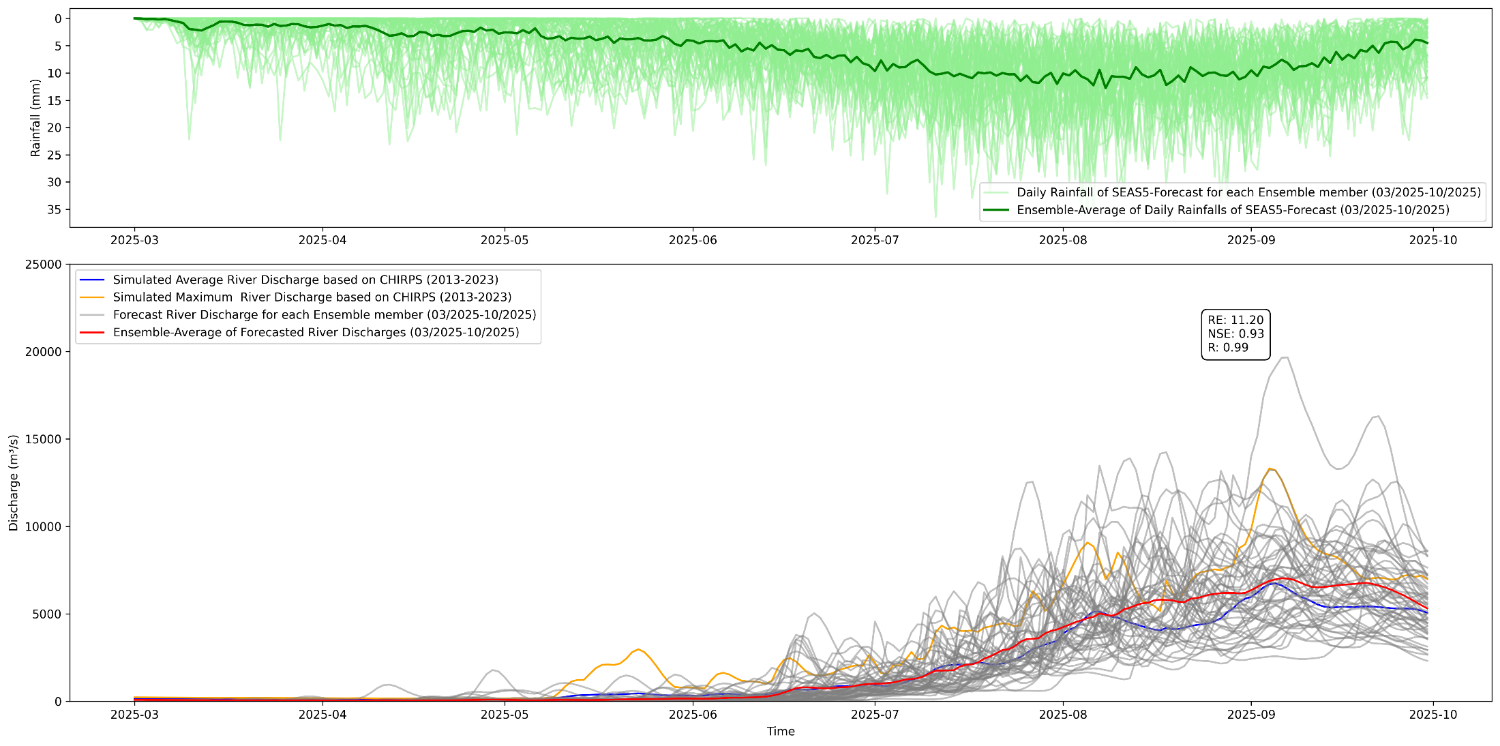 0
5
10
15
20
25
30
35
Rainfall (mm)
Daily Rainfall of SEAS5-Forecast for each Ensemble member (03/2025-10/2025)
Ensemble-Average of Daily Rainfalls of SEAS5-Forecast (03/2025-10/2025)
2025-03 2025-04 2025-05 2025-06 2025-07 2025-08 2025-09 2025-10
25000
20000
15000
10000
5000
0
Discharge (m³/s)
Simulated Average River Discharge based on CHIRPS (2013-2023)
Simulated Maximum  River Discharge based on CHIRPS (2013-2023)
Forecast River Discharge for each Ensemble member (03/2025-10/2025)
Ensemble-Average of Forecasted River Discharges (03/2025-10/2025)
RE: 11.20
NSE: 0.93
R: 0.99
2025-03 2025-04 2025-05 2025-06 2025-07 2025-08 2025-09 2025-10
Time